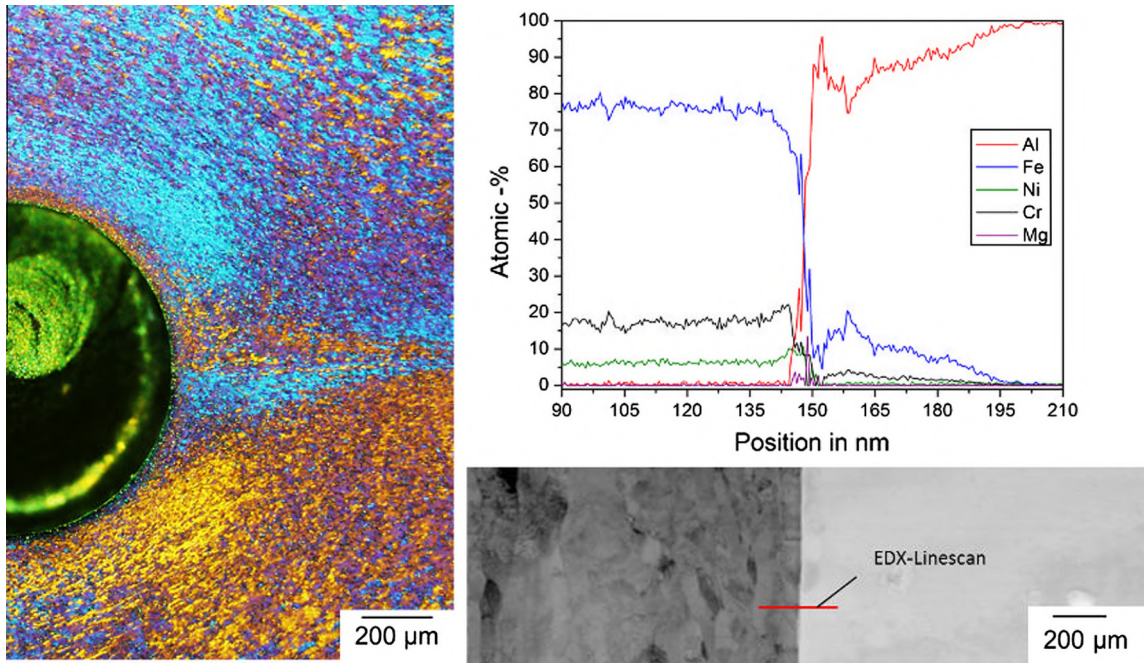 200 µm
100
90
80
70
60
50
40
30
20
10
0
Atomic -%
Al
Fe
Ni
Cr
Mg
90 105 120 135 150 165 180 195 210
Position in nm
EDX-Linescan
200 µm